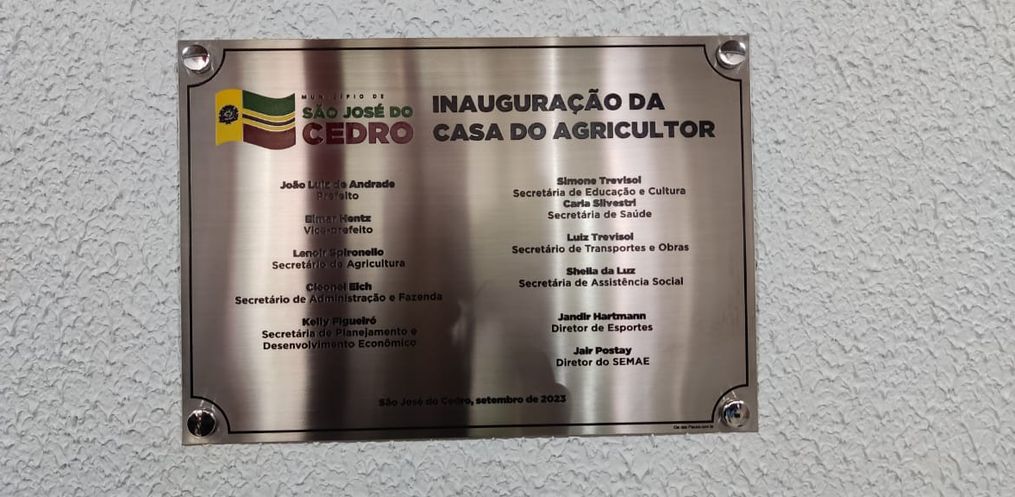 MUNICÍPIO DE
SÃO JOSÉ DO
CEDRO
INAUGURAÇÃO DA
CASA DO AGRICULTOR
João Luiz de Andrade
Prefeito
Elmar Hentz
Vice-prefeito
Lenoir Spironello
Secretário de Agricultura
Cleonei Eich
Secretário de Administração e Fazenda
Kelly Figueiró
Secretária de Planejamento e
Desenvolvimento Econômico
Simone Trevisol
Secretária de Educação e Cultura
Carla Silvestri
Secretária de Saúde
Luiz Trevisol
Secretário de Transportes e Obras
Sheila da Luz
Secretária de Assistência Social
Jandir Hartmann
Diretor de Esportes
Jair Postay
Diretor do SEMAE
São José do Cedro, setembro de 2023